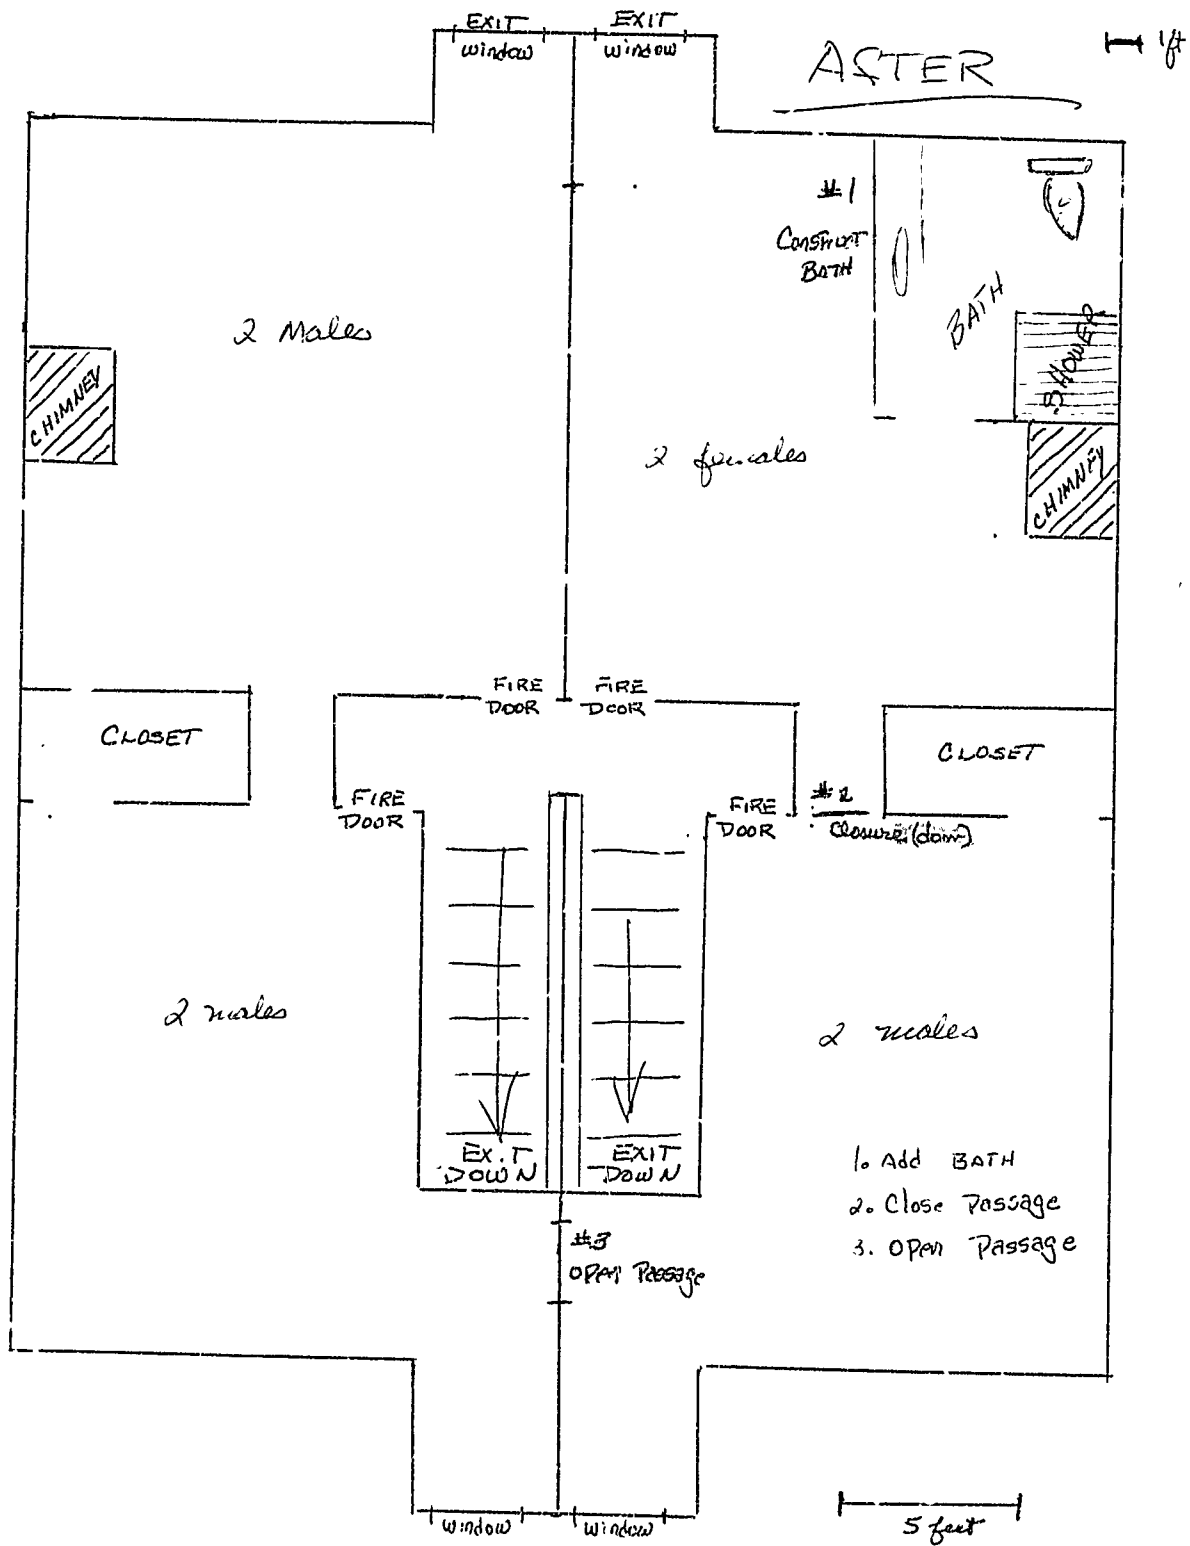 EXIT
window
EXIT
window
ASTER
1ft
#1
Construct
BATH
BATH
SHOWER
2 Males
CHIMNEY
2 females
CHIMNEY
FIRE
DOOR
FIRE
DOOR
CLOSET
CLOSET
FIRE
DOOR
FIRE
DOOR
#2
Closure (door)
2 males
2 males
EXIT
DOWN
EXIT
DOWN
1. Add BATH
2. Close Passage
3. Open Passage
#3
Open Passage
window
window
5 feet